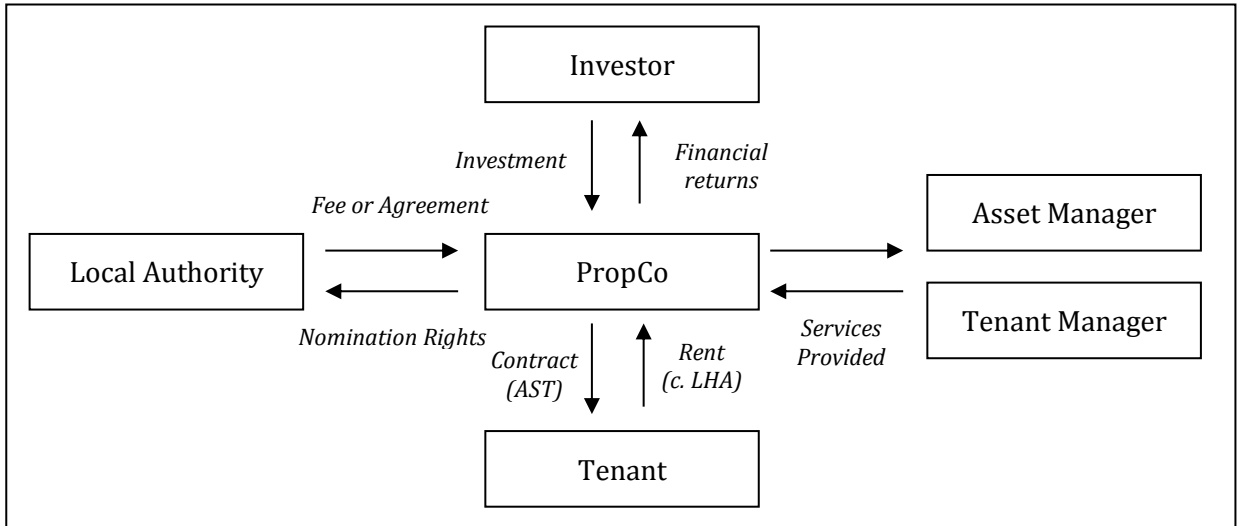 Investor
Investment
Financial
returns
Fee or Agreement
Asset Manager
Local Authority
PropCo
Tenant Manager
Nomination Rights
Services
Provided
Contract
(AST)
Rent
(c. LHA)
Tenant